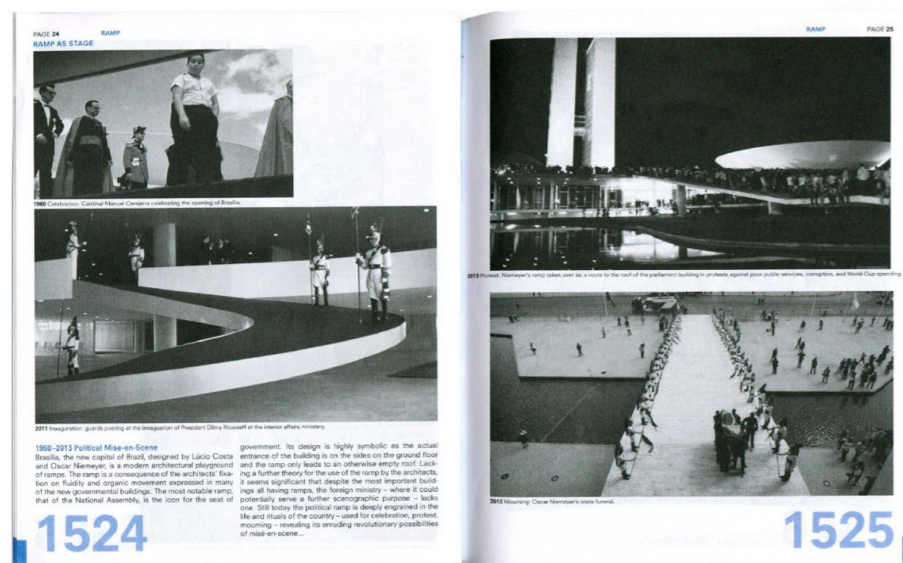 PAGE 24 RAMP
RAMP AS STAGE
1960 Celebration: Cardinal Manuel Cerejeira celebrating the opening of Brasília.
2011 Inauguration: guards posting at the inaguartion of President Dilma Rousseff at the interior affairs ministery.
1960–2013 Political Mise-en-Scene
Brasília, the new capital of Brazil, designed by Lúcio Costa
and Oscar Niemeyer, is a modern architectural playground
of ramps. The ramp is a consequence of the architects' fixa-
tion on fluidity and organic movement expressed in many
of the new governmental buildings. The most notable ramp,
that of the National Assembly, is the icon for the seat of
government. Its design is highly symbolic as the actual
entrance of the building is on the sides on the ground floor
and the ramp only leads to an otherwise empty roof. Lack-
ing a further theory for the use of the ramp by the architects,
it seems significant that despite the most important build-
ings all having ramps, the foreign ministry – where it could
potentially serve a further scenographic purpose – lacks
one. Still today the political ramp is deeply engrained in the
life and rituals of the country – used for celebration, protest,
mourning – revealing its enruding revolutionary possibilities
of misé-en-scene...
1524
RAMP PAGE 25
2013 Protest: Niemeyer's ramp taken over as a route to the roof of the parliament building in protests against poor public services, corruption, and World Cup spending.
2013 Mourning: Oscar Niemeyer's state funeral.
1525